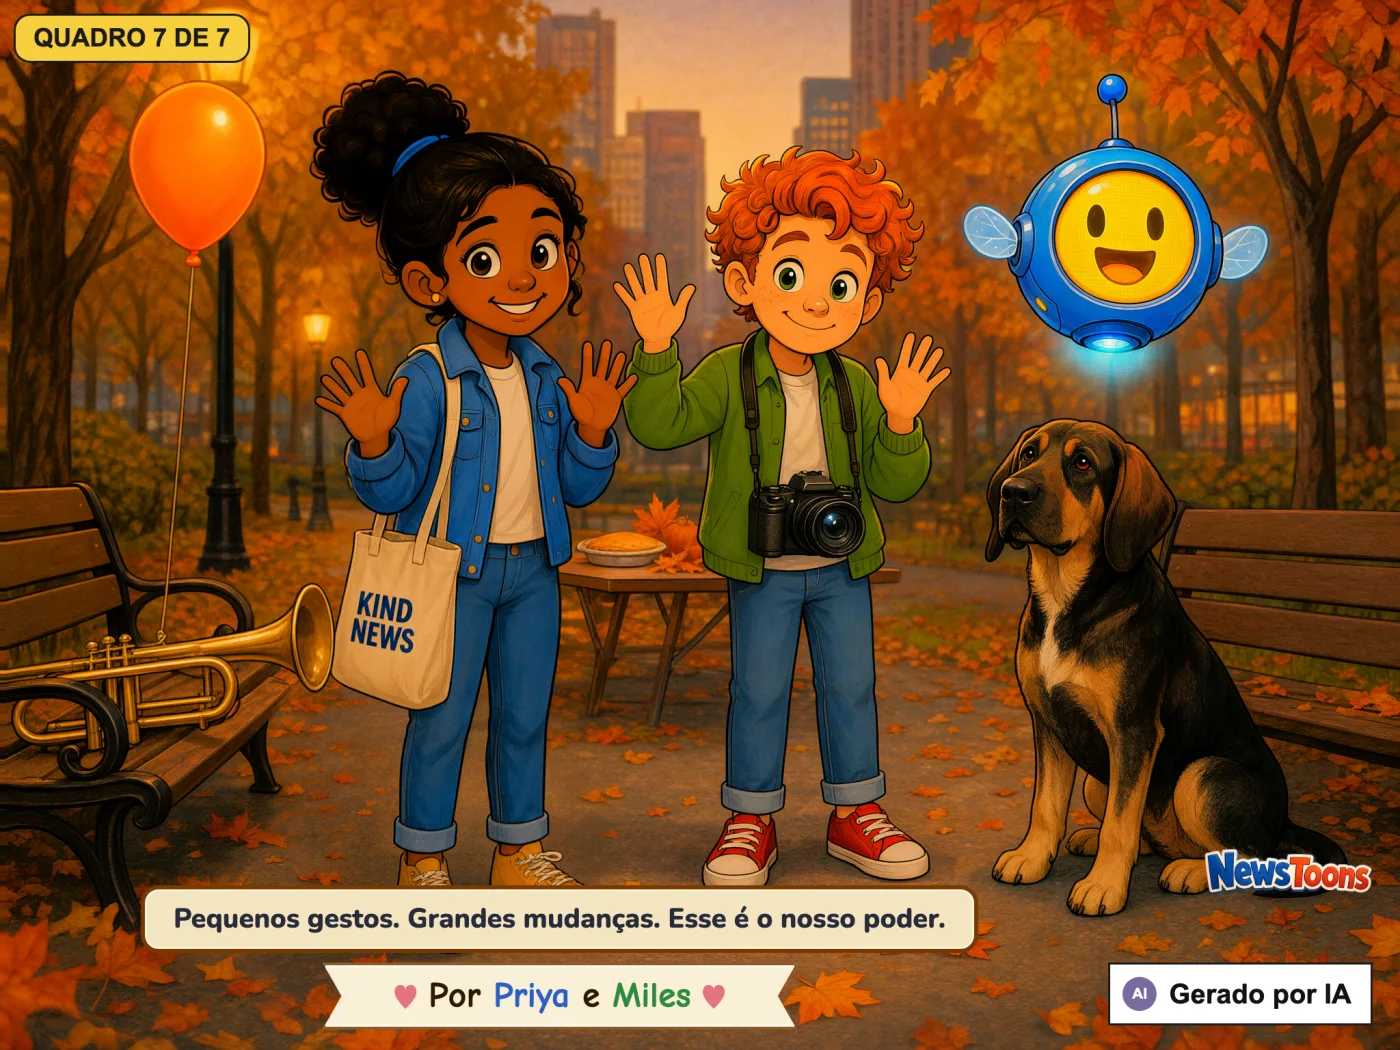 QUADRO 7 DE 7
KIND
NEWS
NewsToons
Pequenos gestos. Grandes mudanças. Esse é o nosso poder.
Por Priya e Miles
AI Gerado por IA